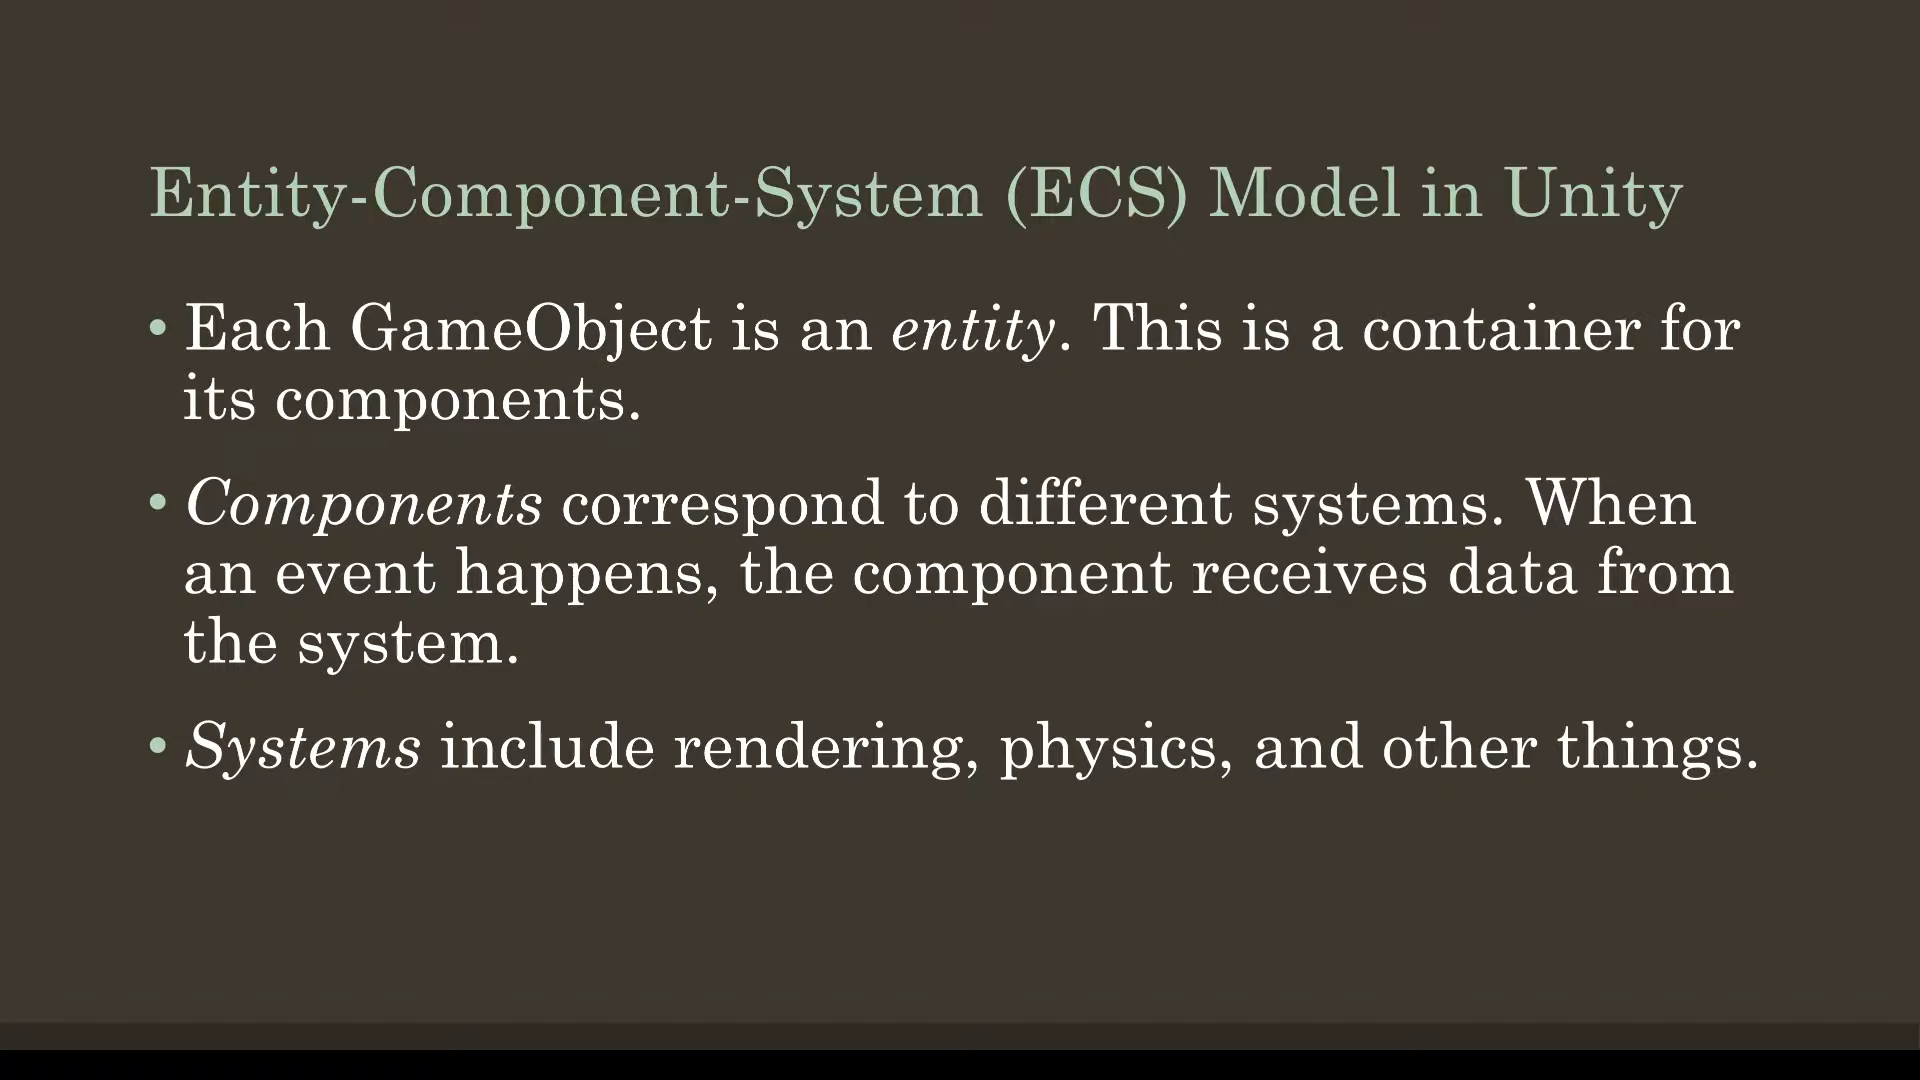 Entity-Component-System (ECS) Model in Unity
• Each GameObject is an entity. This is a container for
its components.
• Components correspond to different systems. When
an event happens, the component receives data from
the system.
• Systems include rendering, physics, and other things.